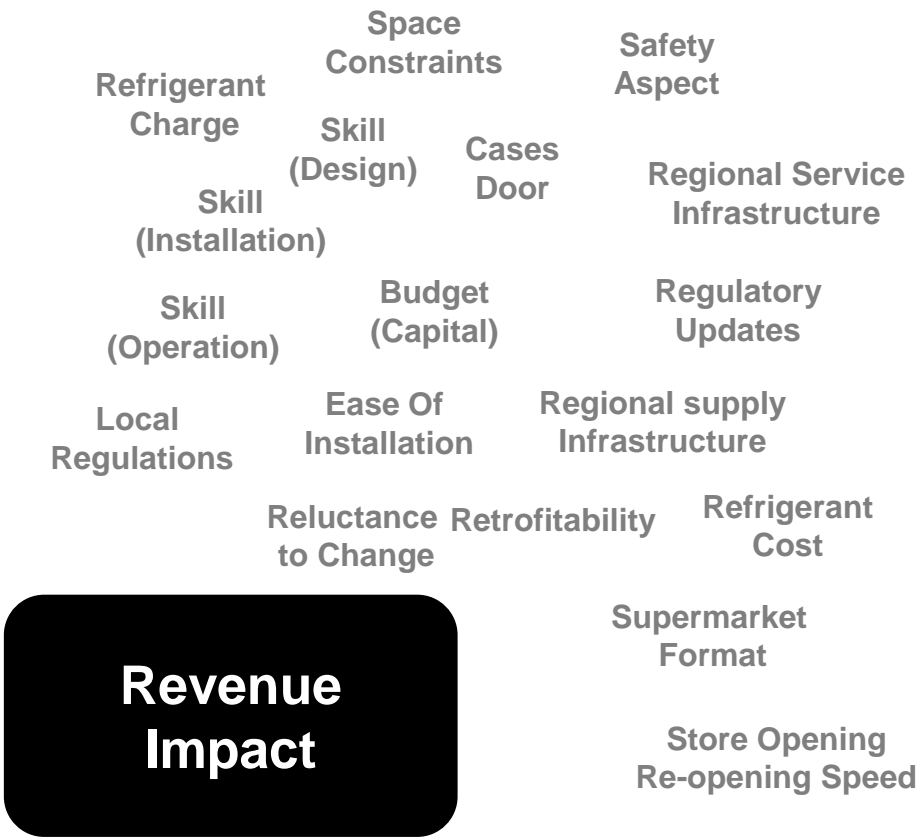 Space
Constraints
Safety
Aspect
Refrigerant
Charge
Skill
(Design)
Cases
Door
Regional Service
Infrastructure
Skill
(Installation)
Budget
(Capital)
Regulatory
Updates
Skill
(Operation)
Ease Of
Installation
Regional supply
Infrastructure
Local
Regulations
Reluctance
to Change
Retrofitability
Refrigerant
Cost
Supermarket
Format
Revenue
Impact
Store Opening
Re-opening Speed